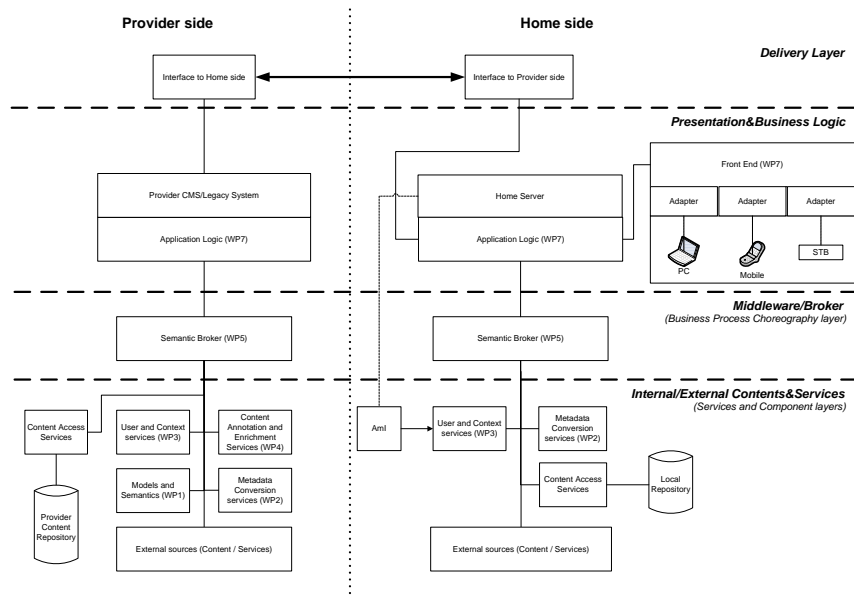 Provider side
Home side
Delivery Layer
Interface to Home side
Interface to Provider side
Presentation&Business Logic
Front End (WP7)
Provider CMS/Legacy System
Home Server
Adapter
Adapter
Adapter
Application Logic (WP7)
Application Logic (WP7)
STB
PC
Mobile
Middleware/Broker
(Business Process Choreography layer)
Semantic Broker (WP5)
Semantic Broker (WP5)
Internal/External Contents&Services
(Services and Component layers)
Content Access
Services
User and Context
services (WP3)
Content
Annotation and
Enrichment
Services (WP4)
AmI
User and Context
services (WP3)
Metadata
Conversion
services (WP2)
Models and
Semantics (WP1)
Metadata
Conversion
services (WP2)
Content Access
Services
Local
Repository
Provider
Content
Repository
External sources (Content / Services)
External sources (Content / Services)